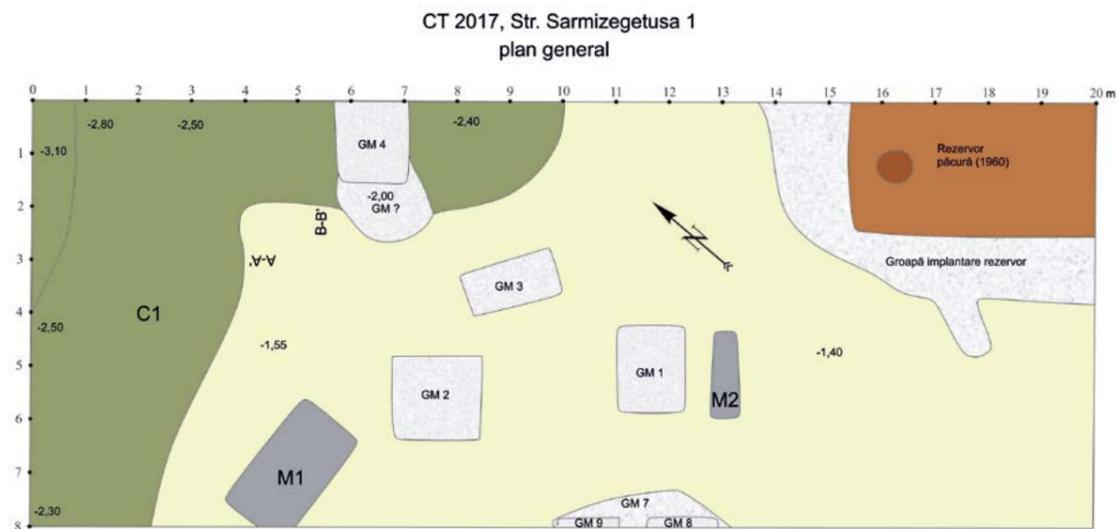 CT 2017, Str. Sarmizegetusa 1
plan general
0 1 2 3 4 5 6 7 8 9 10 11 12 13 14 15 16 17 18 19 20 m
-2,80 -2,50 -2,40
1 -3,10 GM 4 Rezervor
păcură (1960)
-2,00
2 GM ?
B-B'
N
3 A-A' Groapă implantare rezervor
GM 3
4 C1
-2,50
-1,55 -1,40
5 GM 1
GM 2 M2
6
7 M1
GM 7
-2,30
8 GM 9 GM 8